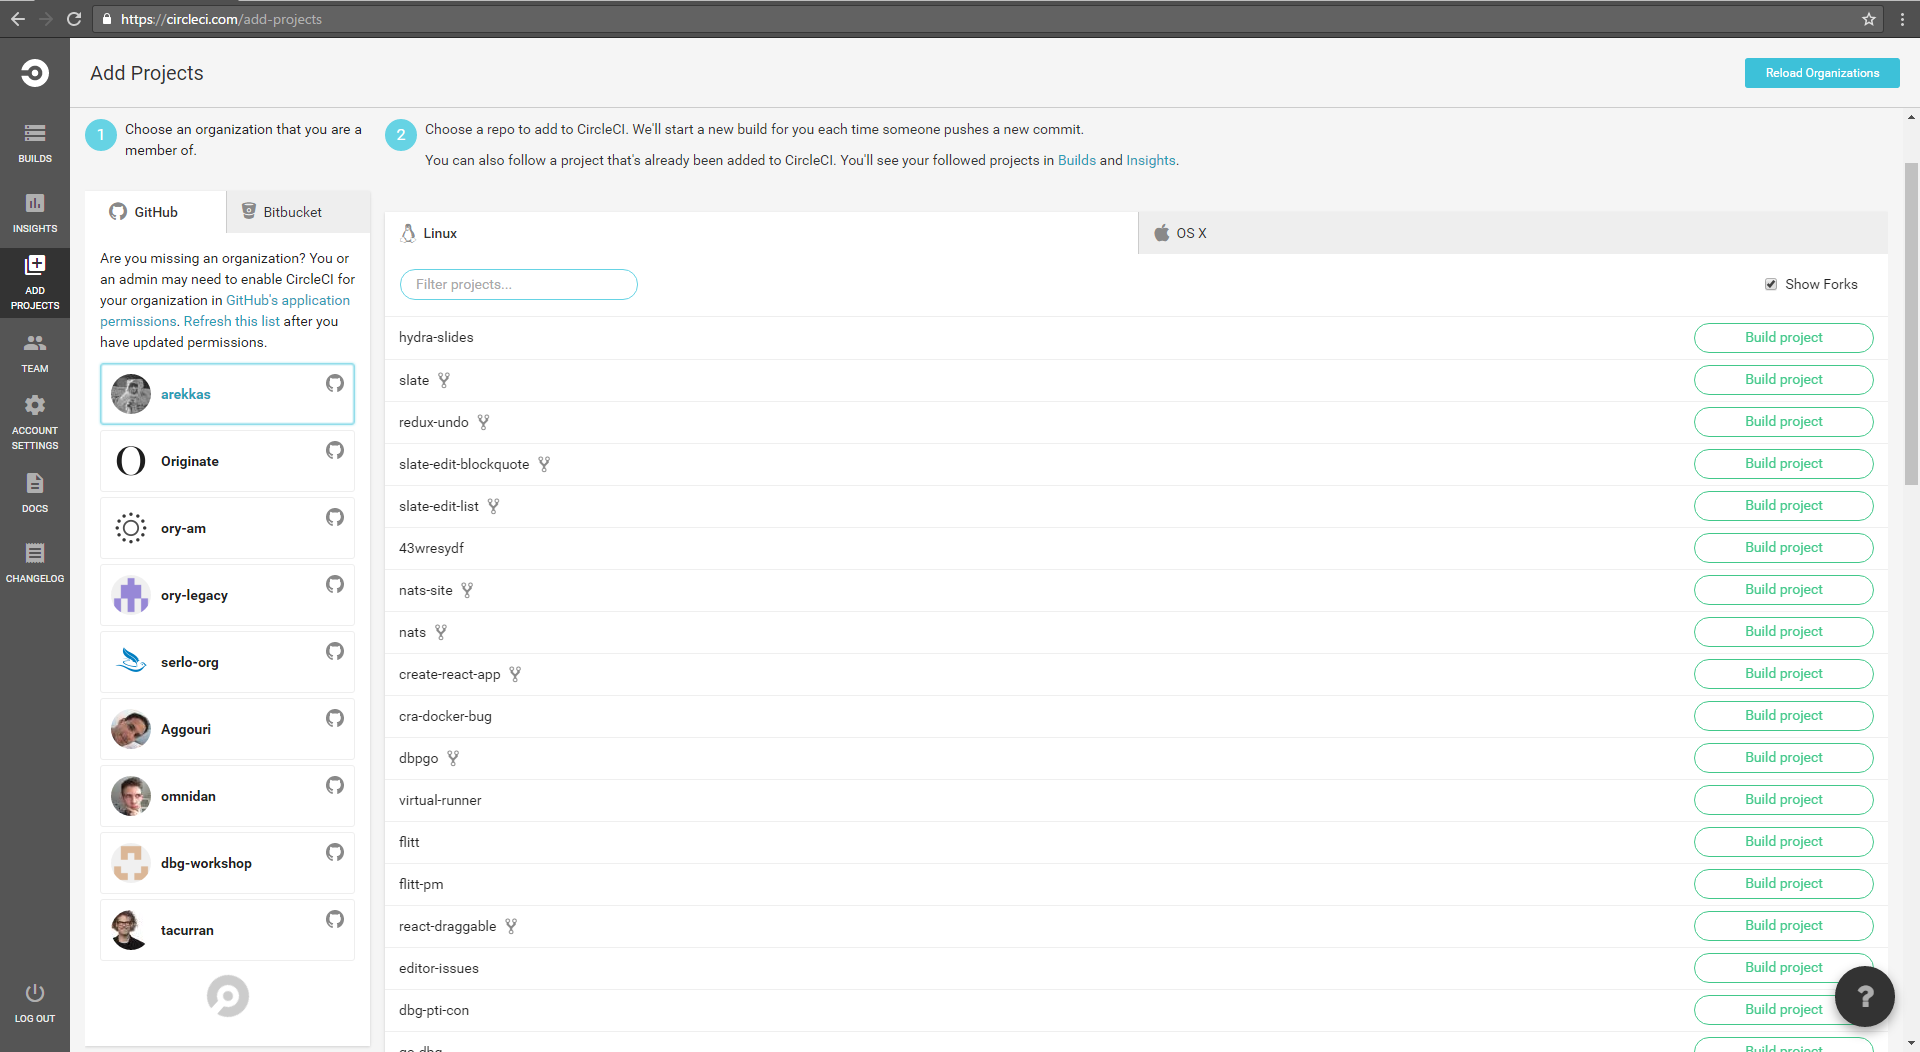 https://circleci.com/add-projects
Add Projects
Reload Organizations
BUILDS
INSIGHTS
ADD
PROJECTS
TEAM
ACCOUNT
SETTINGS
DOCS
CHANGELOG
LOG OUT
1
Choose an organization that you are a
member of.
2
Choose a repo to add to CircleCI. We'll start a new build for you each time someone pushes a new commit.
You can also follow a project that's already been added to CircleCI. You'll see your followed projects in Builds and Insights.
GitHub
Bitbucket
Are you missing an organization? You or
an admin may need to enable CircleCI for
your organization in GitHub's application
permissions. Refresh this list after you
have updated permissions.
arekkas
Originate
ory-am
ory-legacy
serlo-org
Aggouri
omnidan
dbg-workshop
tacurran
Linux
OS X
Filter projects...
Show Forks
hydra-slides Build project
slate Build project
redux-undo Build project
slate-edit-blockquote Build project
slate-edit-list Build project
43wresydf Build project
nats-site Build project
nats Build project
create-react-app Build project
cra-docker-bug Build project
dbpgo Build project
virtual-runner Build project
flitt Build project
flitt-pm Build project
react-draggable Build project
editor-issues Build project
dbg-pti-con Build project
Build project
?